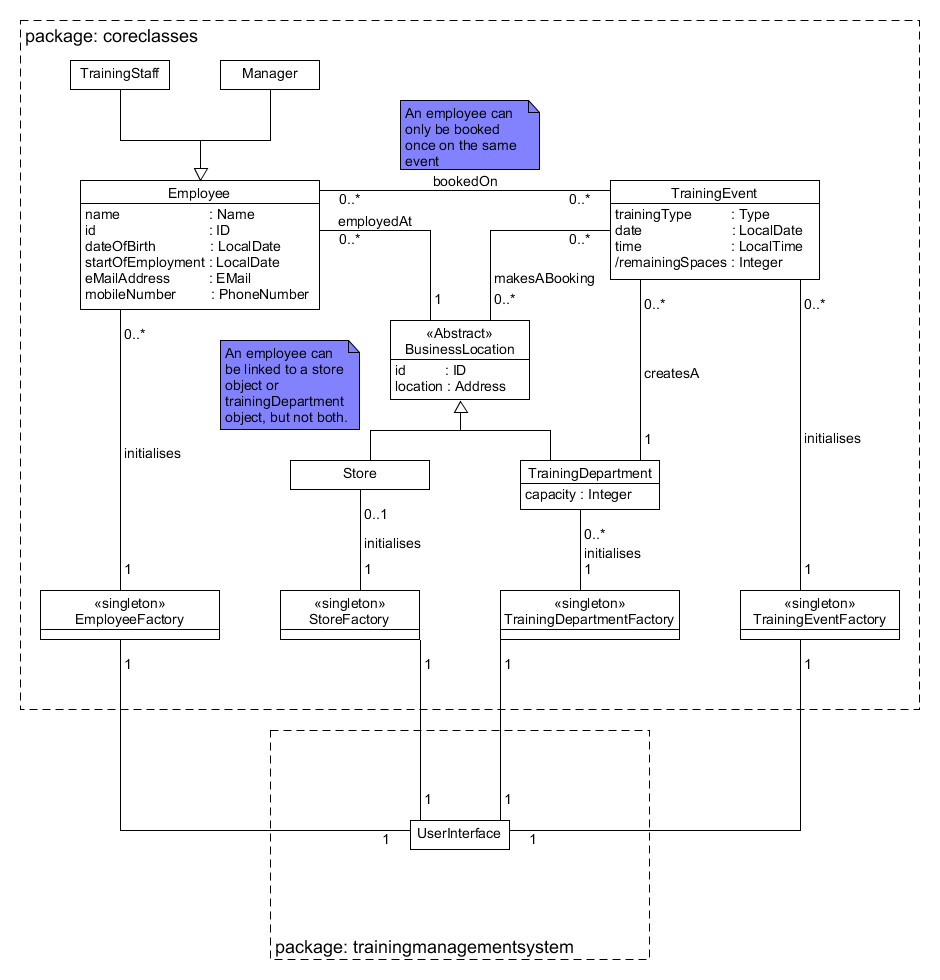 package: coreclasses
TrainingStaff
Manager
An employee can
only be booked
once on the same
event
Employee
name : Name
id : ID
dateOfBirth : LocalDate
startOfEmployment : LocalDate
eMailAddress : EMail
mobileNumber : PhoneNumber
bookedOn
0..*
0..*
employedAt
0..*
0..*
TrainingEvent
trainingType : Type
date : LocalDate
time : LocalTime
/remainingSpaces : Integer
makesABooking
1
0..*
0..*
0..*
0..*
«Abstract»
BusinessLocation
id : ID
location : Address
An employee can
be linked to a store
object or
trainingDepartment
object, but not both.
createsA
1
initialises
initialises
Store
TrainingDepartment
capacity : Integer
0..1
initialises
1
0..*
initialises
1
1
1
«singleton»
EmployeeFactory
«singleton»
StoreFactory
«singleton»
TrainingDepartmentFactory
«singleton»
TrainingEventFactory
1
1
1
1
1
1
1
1
UserInterface
package: trainingmanagementsystem